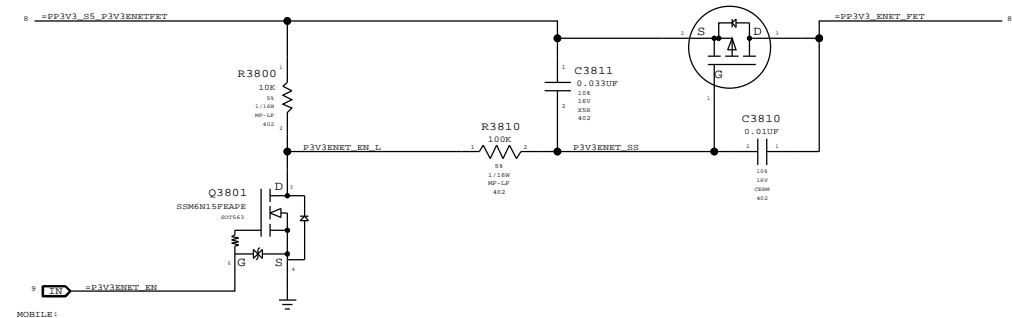 8 =PP3V3_S5_P3V3ENETFET
=PP3V3_ENET_FET 8
2 S D 3
G
1
1
R3800
10K
5%
1/16W
MF-LF
402
2
1
C3811
0.033UF
10%
16V
X5R
402
2
C3810
0.01UF
2 1
10%
16V
CERM
402
P3V3ENET_EN_L
R3810
100K
1 2
5%
1/16W
MF-LF
402
P3V3ENET_SS
Q3801
SSM6N15FEAPE
SOT563
D 3
5 G S
4
9 IN =P3V3ENET_EN
MOBILE: